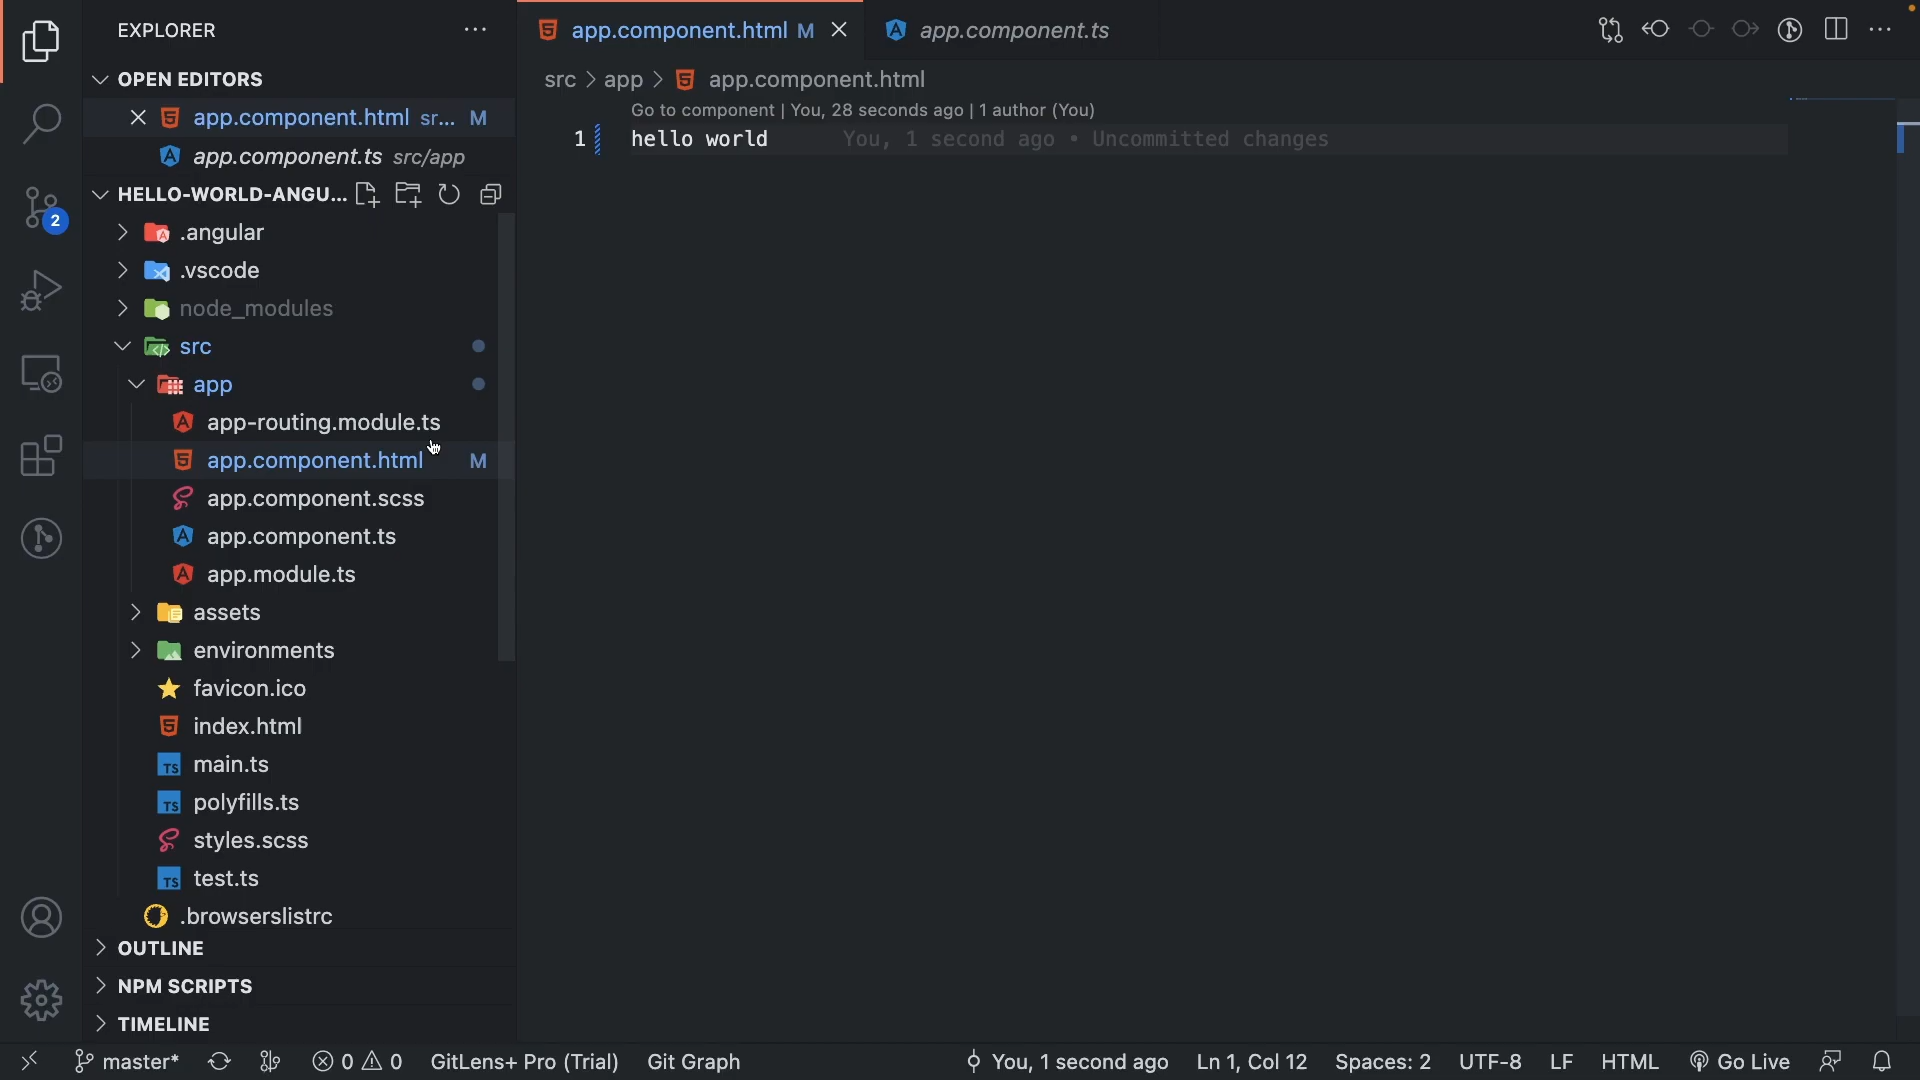 EXPLORER
app.component.html M
app.component.ts
OPEN EDITORS
app.component.html sr... M
app.component.ts src/app
src > app > app.component.html
Go to component | You, 28 seconds ago | 1 author (You)
1 hello world You, 1 second ago • Uncommitted changes
HELLO-WORLD-ANGU...
2
.angular
.vscode
node_modules
src
app
app-routing.module.ts
app.component.html M
app.component.scss
app.component.ts
app.module.ts
assets
environments
favicon.ico
index.html
TS main.ts
TS polyfills.ts
styles.scss
TS test.ts
.browserslistrc
OUTLINE
NPM SCRIPTS
TIMELINE
master* 0 0 GitLens+ Pro (Trial) Git Graph You, 1 second ago Ln 1, Col 12 Spaces: 2 UTF-8 LF HTML Go Live